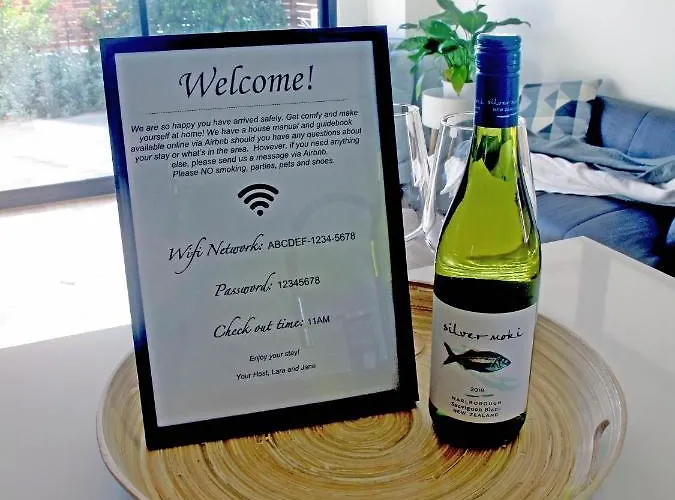 Welcome!
We are so happy you have arrived safely. Get comfy and make
yourself at home! We have a house manual and guidebook
available online via Airbnb should you have any questions about
your stay or what's in the area. However, if you need anything
else, please send us a message via Airbnb.
Please NO smoking, parties, pets and shoes.
Wifi Network: ABCDEF-1234-5678
Password: 12345678
Check out time: 11AM
Enjoy your stay!
Your Host, Lara and Jane
silver moki
NEW ZEALAND
silver moki
2019
MARLBOROUGH
Sauvignon Blanc
NEW ZEALAND